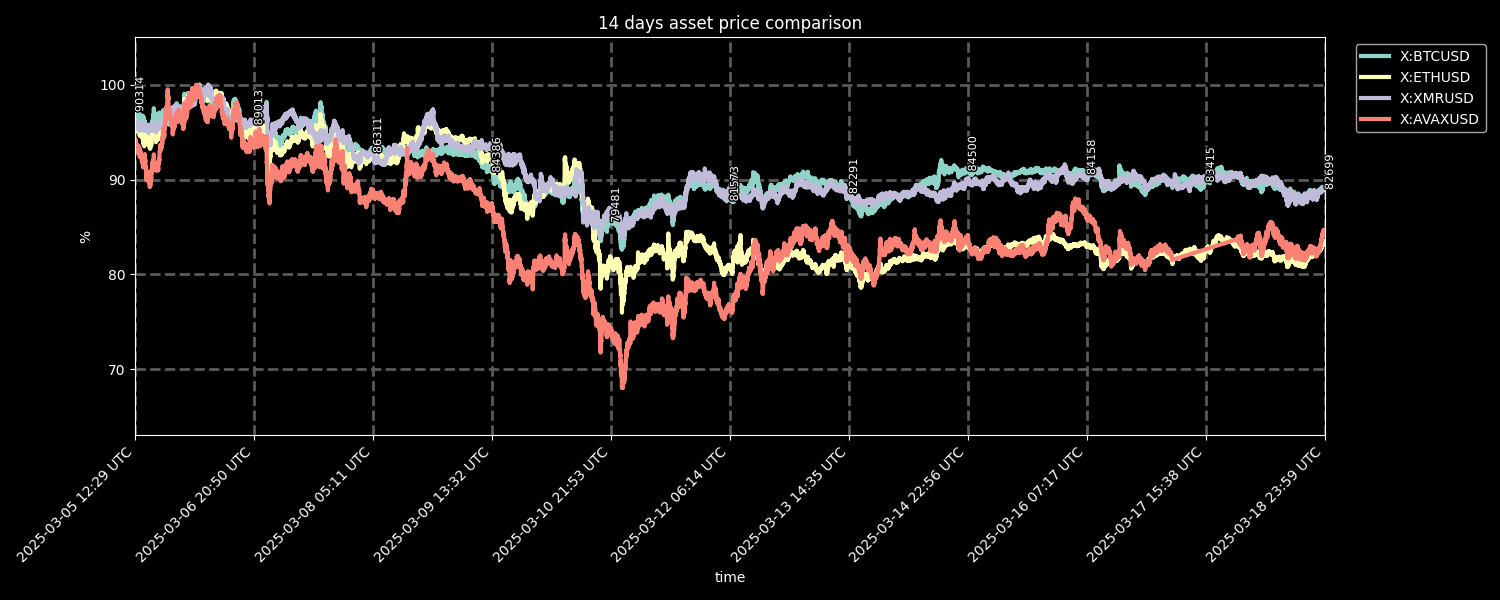 14 days asset price comparison
X:BTCUSD
X:ETHUSD
X:XMRUSD
X:AVAXUSD
100
90
80
70
%
90314
89013
86311
84386
79481
81573
82291
84500
84158
83415
82699
2025-03-05 12:29 UTC
2025-03-06 20:50 UTC
2025-03-08 05:11 UTC
2025-03-09 13:32 UTC
2025-03-10 21:53 UTC
2025-03-12 06:14 UTC
2025-03-13 14:35 UTC
2025-03-14 22:56 UTC
2025-03-16 07:17 UTC
2025-03-17 15:38 UTC
2025-03-18 23:59 UTC
time